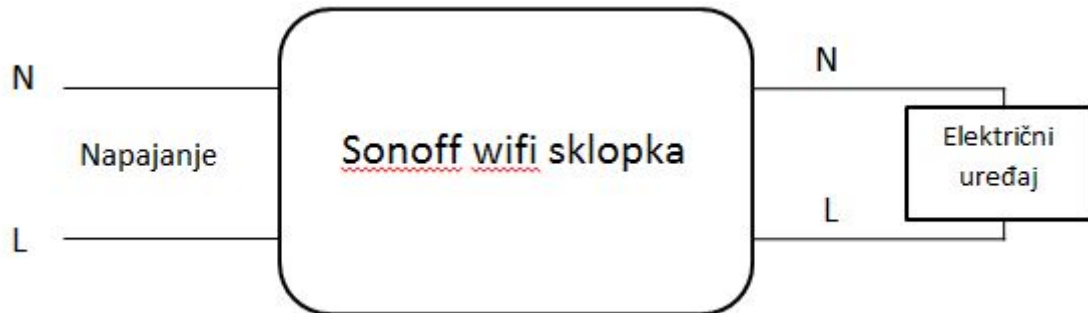 N
N
Napajanje
Sonoff wifi sklopka
Električni
uređaj
L
L